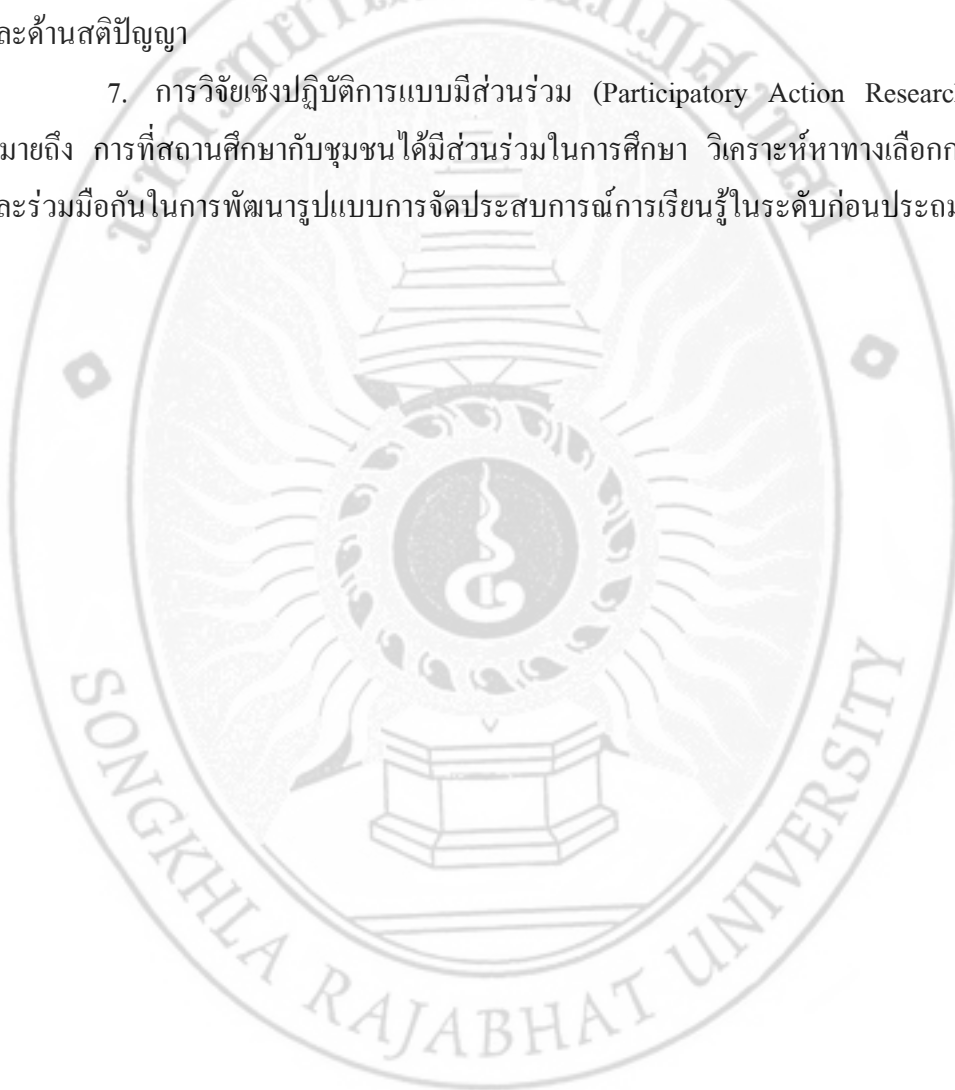 ละด้านสติปัญญา
7. การวิจัยเชิงปฏิบัติการแบบมีส่วนร่วม (Participatory Action Research
มายถึง การที่สถานศึกษากับชุมชนได้มีส่วนร่วมในการศึกษา วิเคราะห์หาทางเลือกก
ละร่วมมือกันในการพัฒนารูปแบบการจัดประสบการณ์การเรียนรู้ในระดับก่อนประถม
SONGKHLA RAJABHAT UNIVERSITY